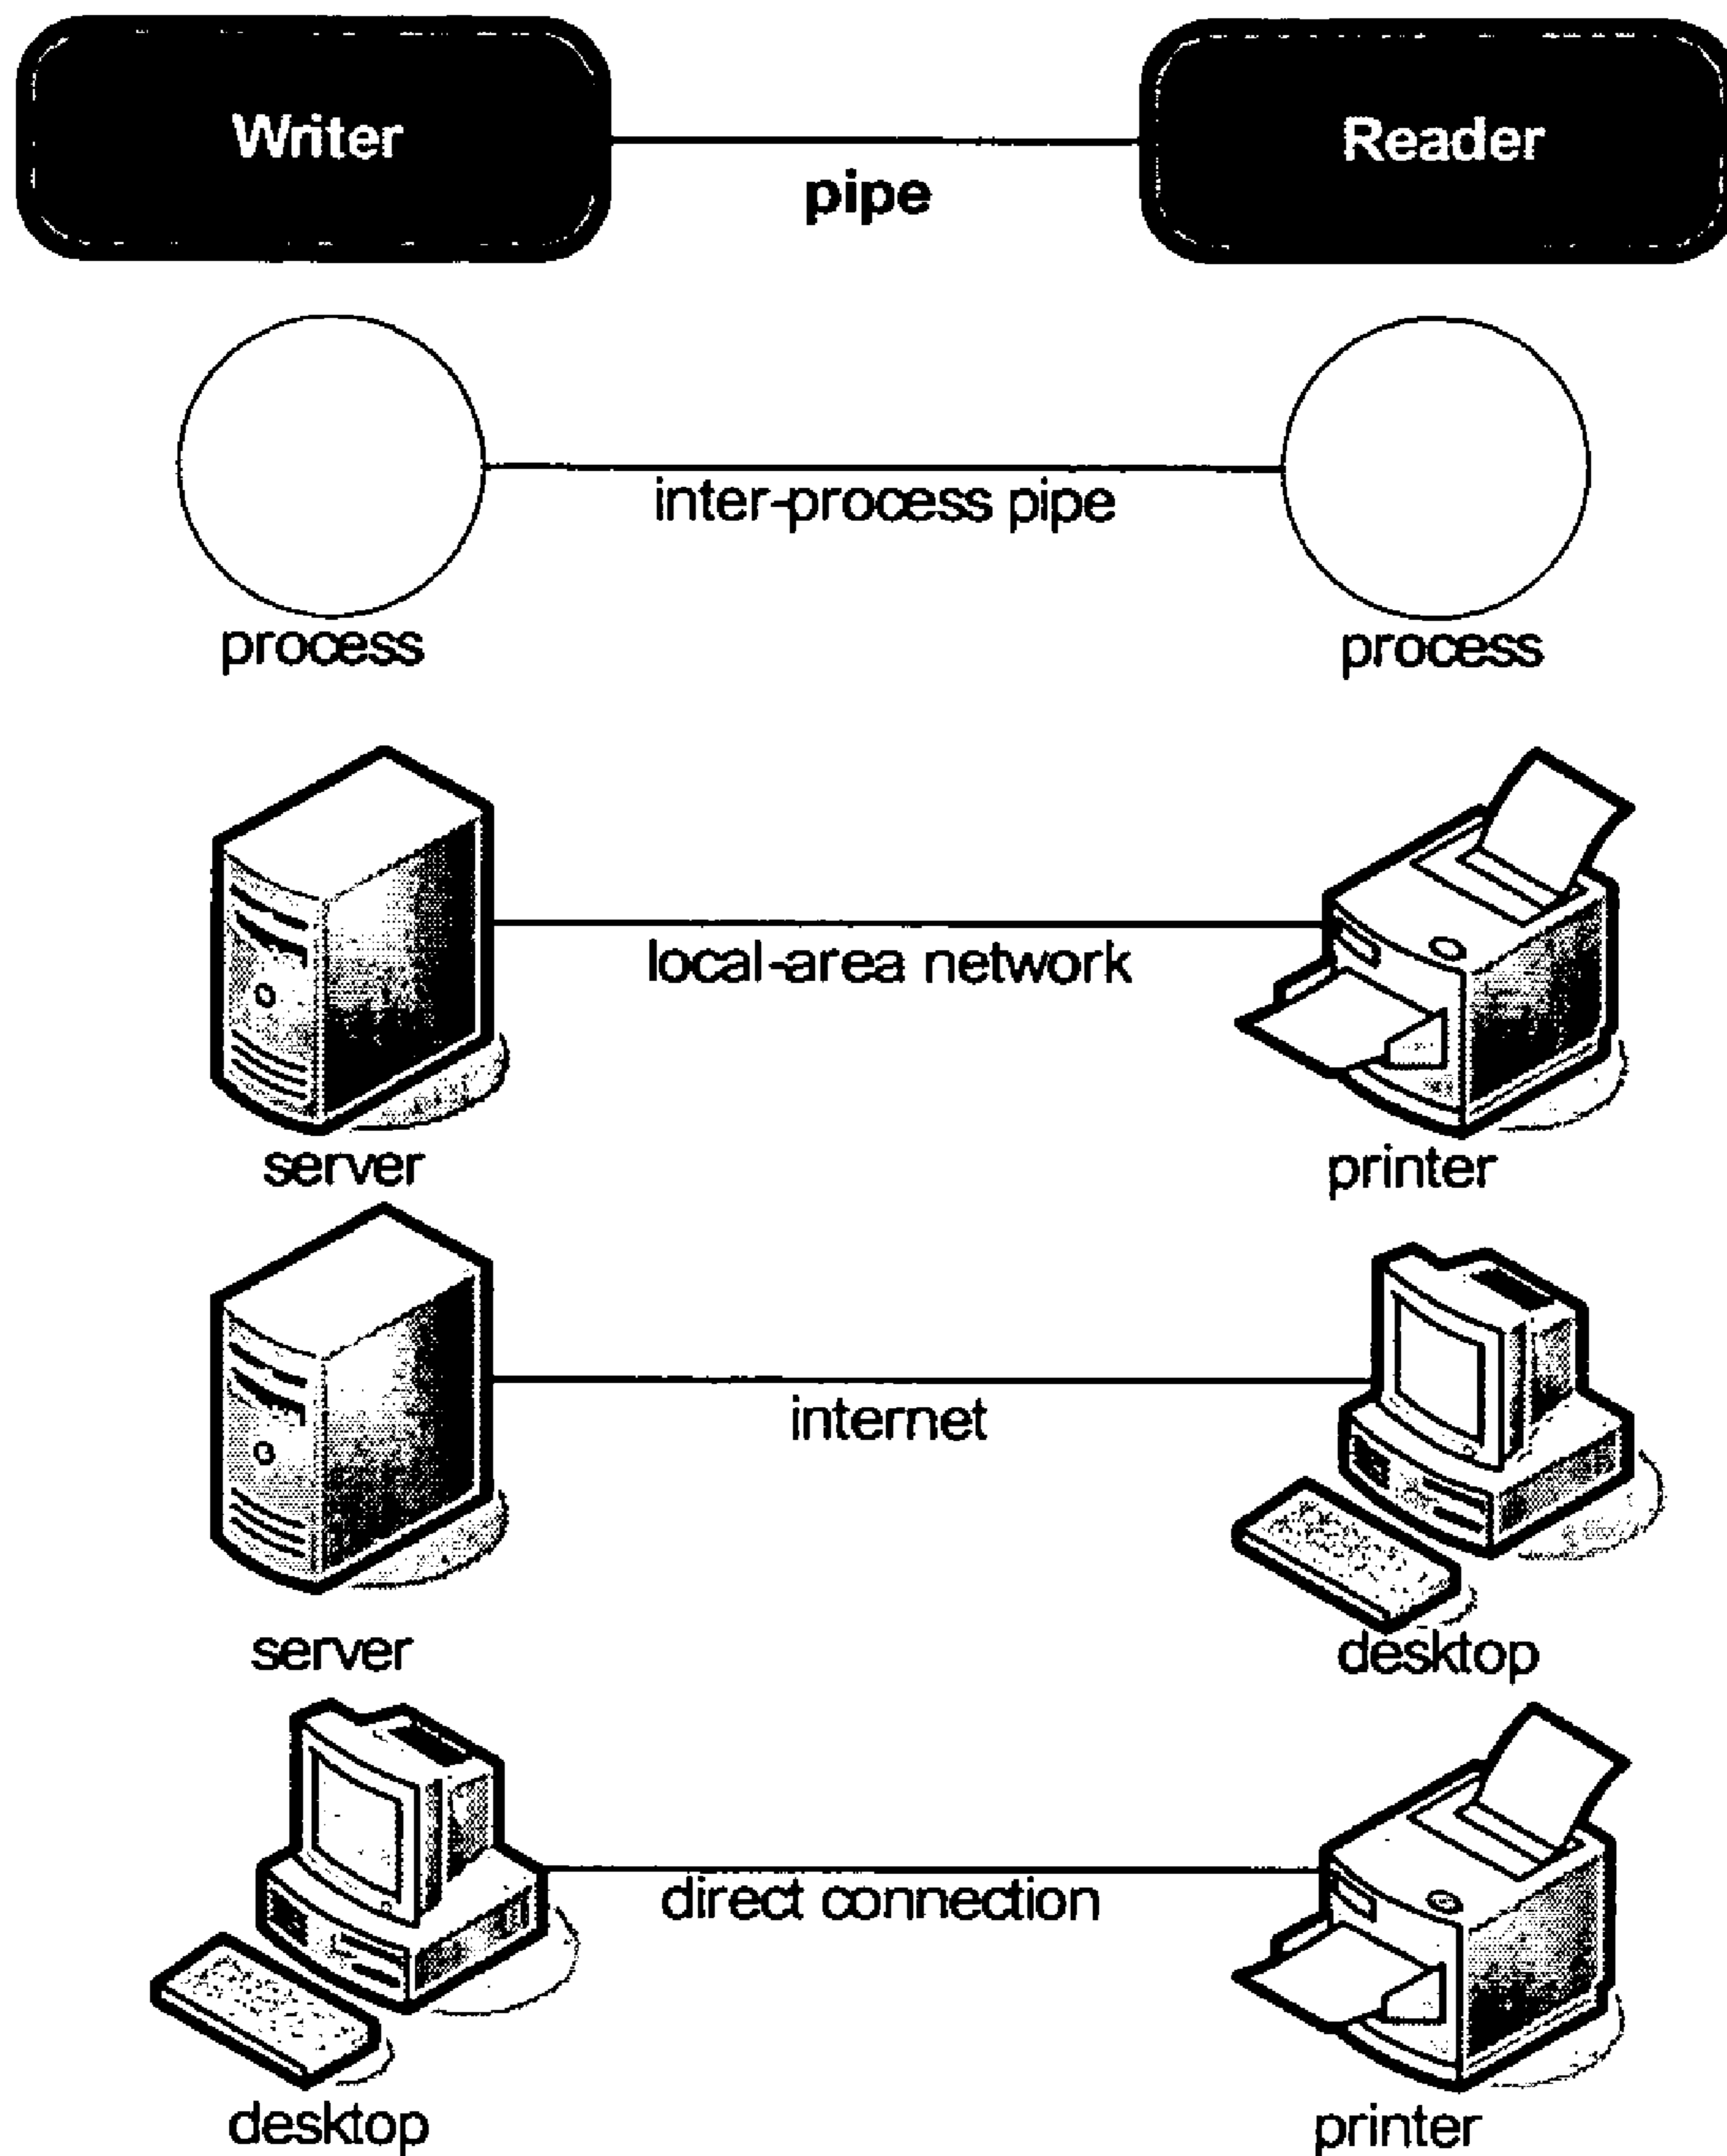 Writer
pipe
Reader
inter-process pipe
process
process
local-area network
server
printer
internet
server
desktop
direct connection
desktop
printer